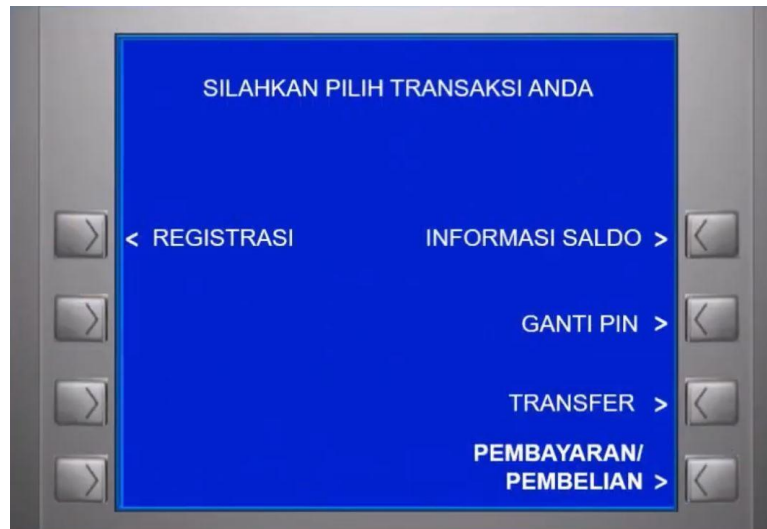 SILAHKAN PILIH TRANSAKSI ANDA
< REGISTRASI
INFORMASI SALDO >
GANTI PIN >
TRANSFER >
PEMBAYARAN/
PEMBELIAN >